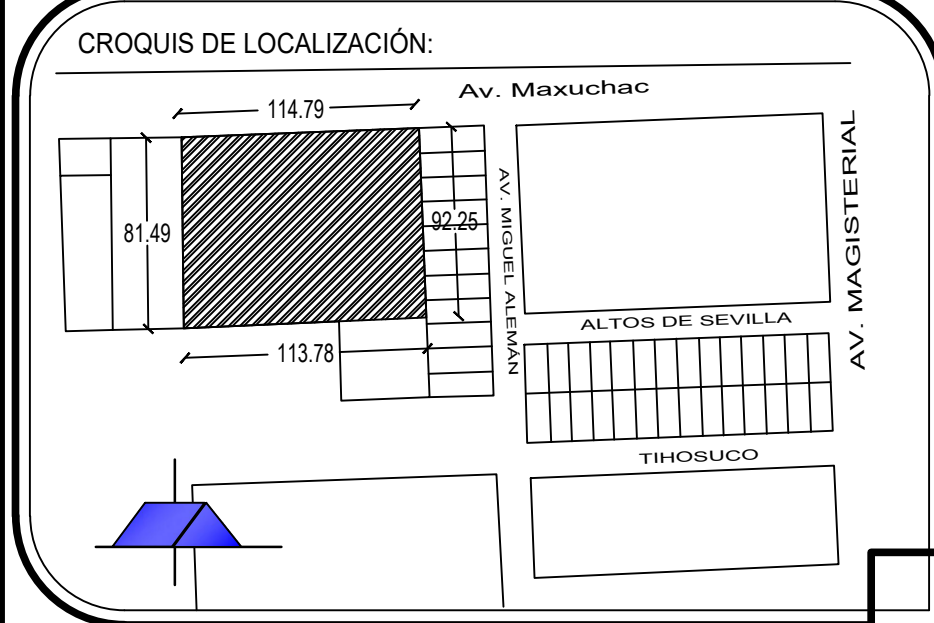 CROQUIS DE LOCALIZACIÓN:
Av. Maxuchac
114.79
AV. MAGISTERIAL
81.49
92.25
AV. MIGUEL ALEMÁN
ALTOS DE SEVILLA
113.78
TIHOSUCO